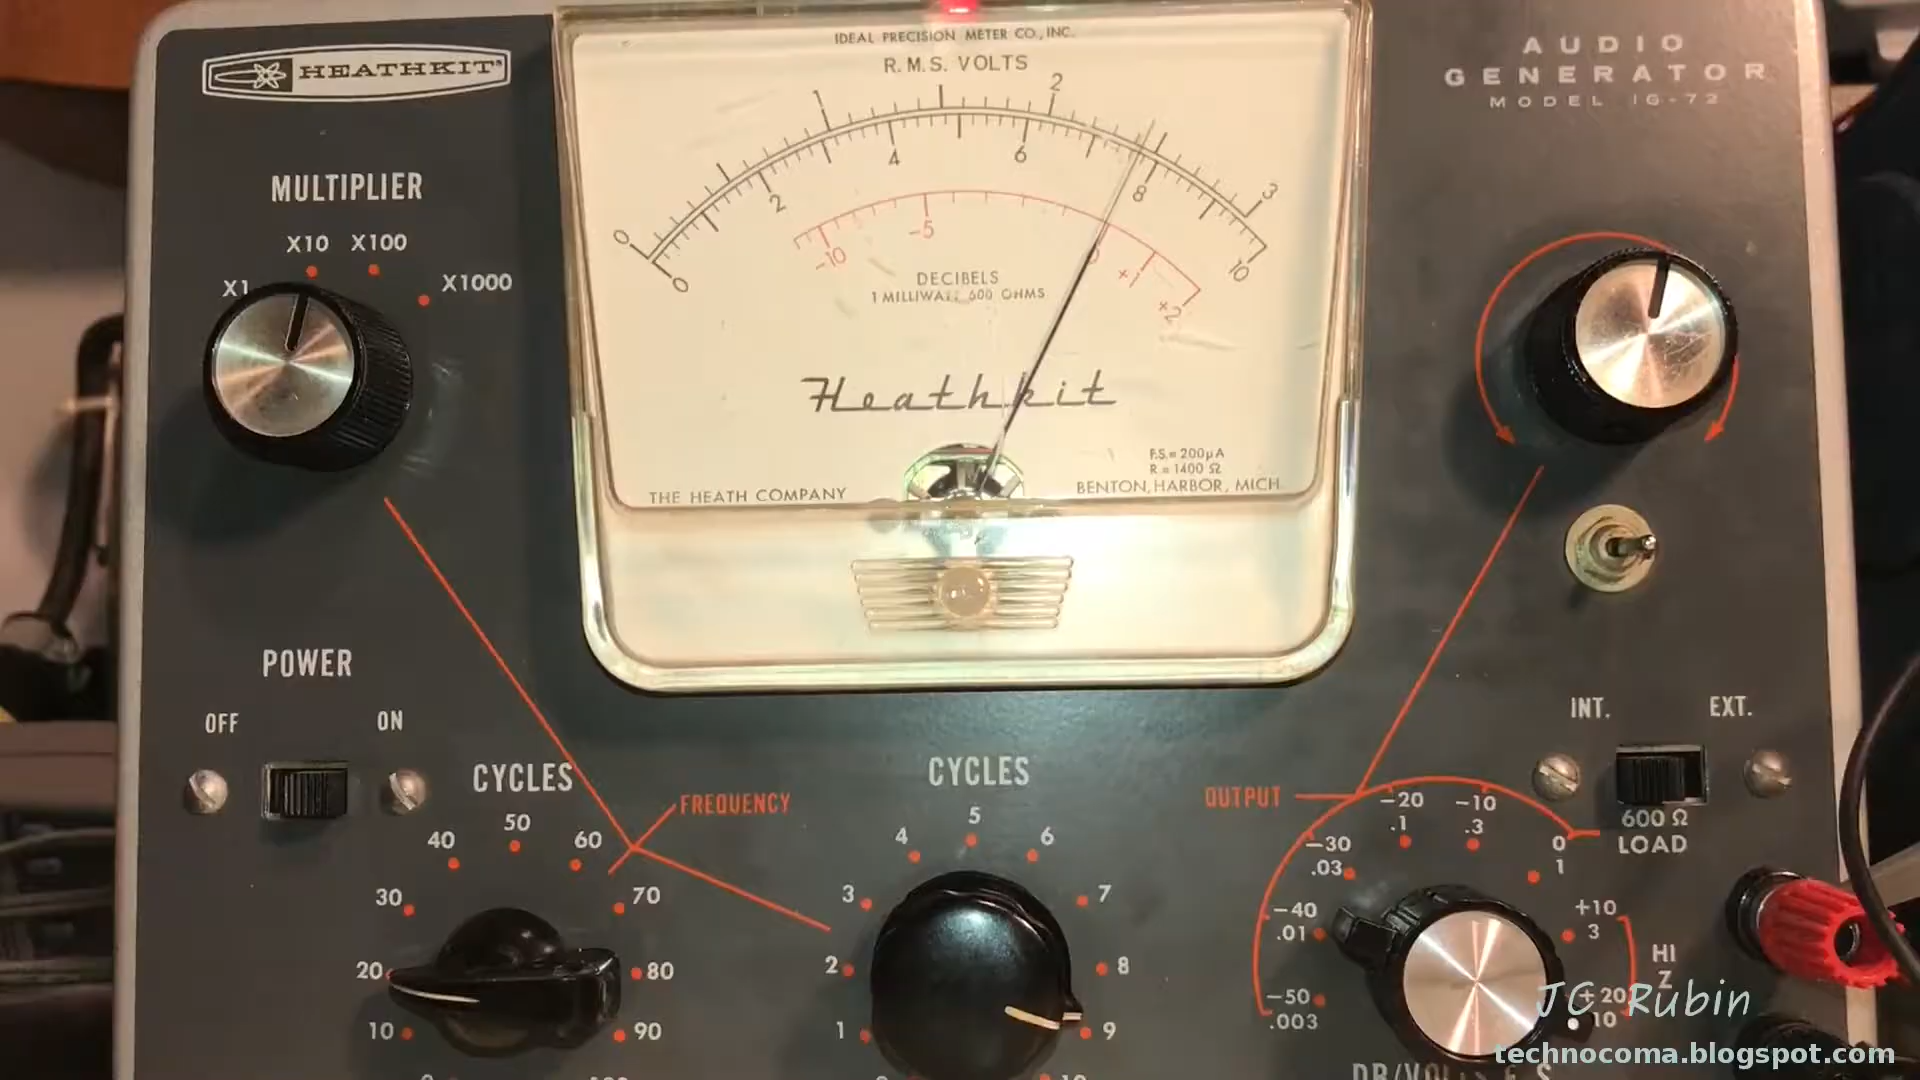 HEATHKIT
IDEAL PRECISION METER CO., INC.
R.M.S. VOLTS
0 1 2 3
0 2 4 6 8 10
-10 -5 0 +1 +2
DECIBELS
1 MILLIWATT 600 OHMS
Heathkit
F.S.= 200µA
R = 1400 Ω
THE HEATH COMPANY
BENTON, HARBOR, MICH.
AUDIO
GENERATOR
MODEL IG-72
MULTIPLIER
X1 X10 X100 X1000
POWER
OFF ON
CYCLES
10 20 30 40 50 60 70 80 90
FREQUENCY
CYCLES
1 2 3 4 5 6 7 8 9
OUTPUT
-50 -40 -30 -20 -10 0 +10 +20
.003 .01 .03 .1 .3 1 3 10
HI
Z
INT. EXT.
600 Ω
LOAD
JC Rubin
technocoma.blogspot.com